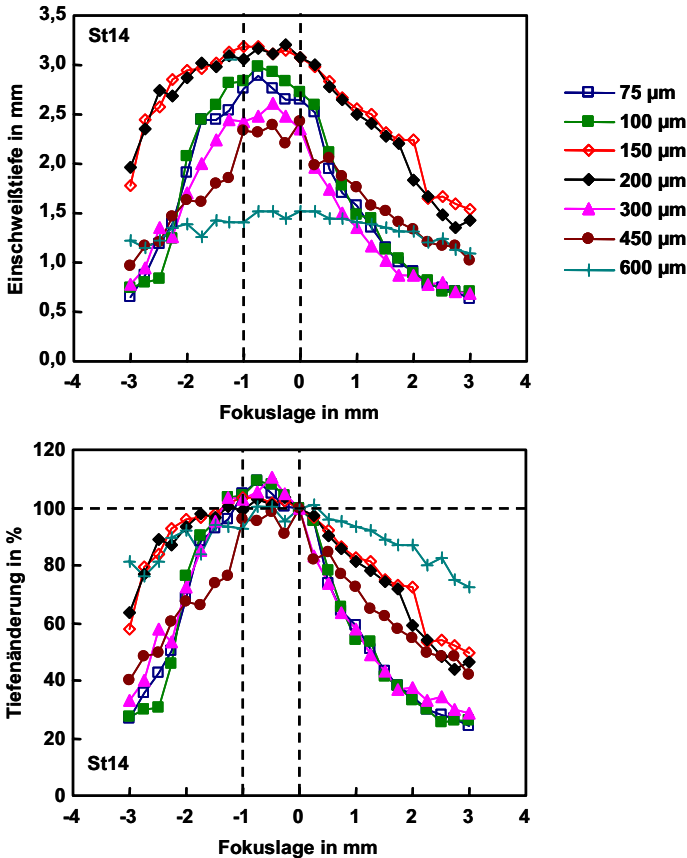 3,5
3,0
2,5
2,0
1,5
1,0
0,5
0,0
Einschweißtiefe in mm
St14
-4 -3 -2 -1 0 1 2 3 4
Fokuslage in mm
75 µm
100 µm
150 µm
200 µm
300 µm
450 µm
600 µm
120
100
80
60
40
20
0
Tiefenänderung in %
St14
-4 -3 -2 -1 0 1 2 3 4
Fokuslage in mm